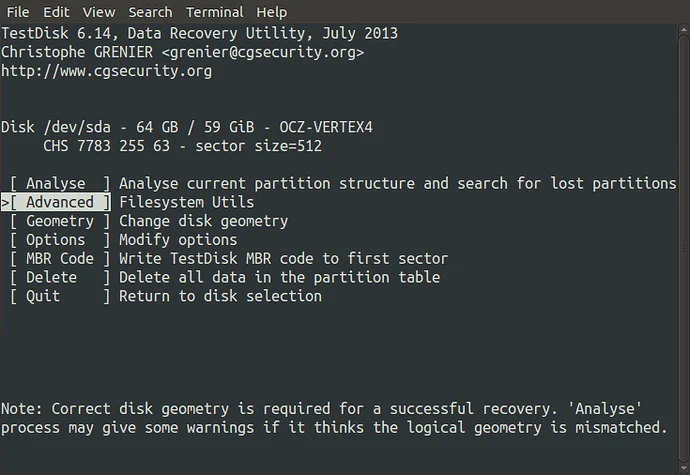 File Edit View Search Terminal Help
TestDisk 6.14, Data Recovery Utility, July 2013
Christophe GRENIER <grenier@cgsecurity.org>
http://www.cgsecurity.org
Disk /dev/sda - 64 GB / 59 GiB - OCZ-VERTEX4
CHS 7783 255 63 - sector size=512
[ Analyse  ] Analyse current partition structure and search for lost partitions
>[ Advanced ] Filesystem Utils
[ Geometry ] Change disk geometry
[ Options  ] Modify options
[ MBR Code ] Write TestDisk MBR code to first sector
[ Delete   ] Delete all data in the partition table
[ Quit     ] Return to disk selection
Note: Correct disk geometry is required for a successful recovery. 'Analyse'
process may give some warnings if it thinks the logical geometry is mismatched.